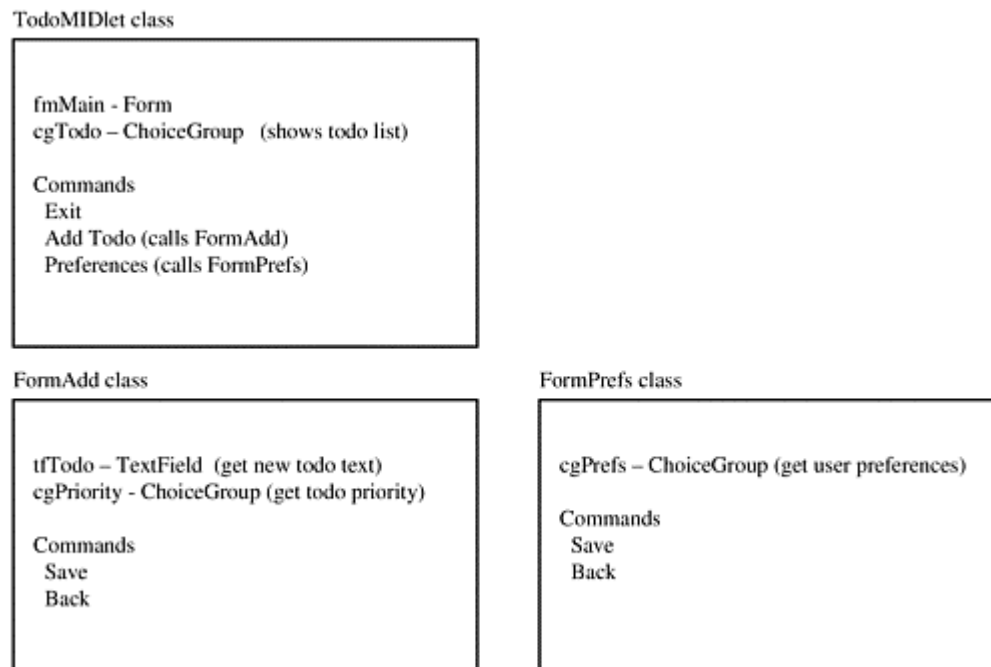 TodoMIDlet class
fmMain - Form
cgTodo – ChoiceGroup (shows todo list)
Commands
Exit
Add Todo (calls FormAdd)
Preferences (calls FormPrefs)
FormAdd class
tfTodo – TextField (get new todo text)
cgPriority - ChoiceGroup (get todo priority)
Commands
Save
Back
FormPrefs class
cgPrefs – ChoiceGroup (get user preferences)
Commands
Save
Back